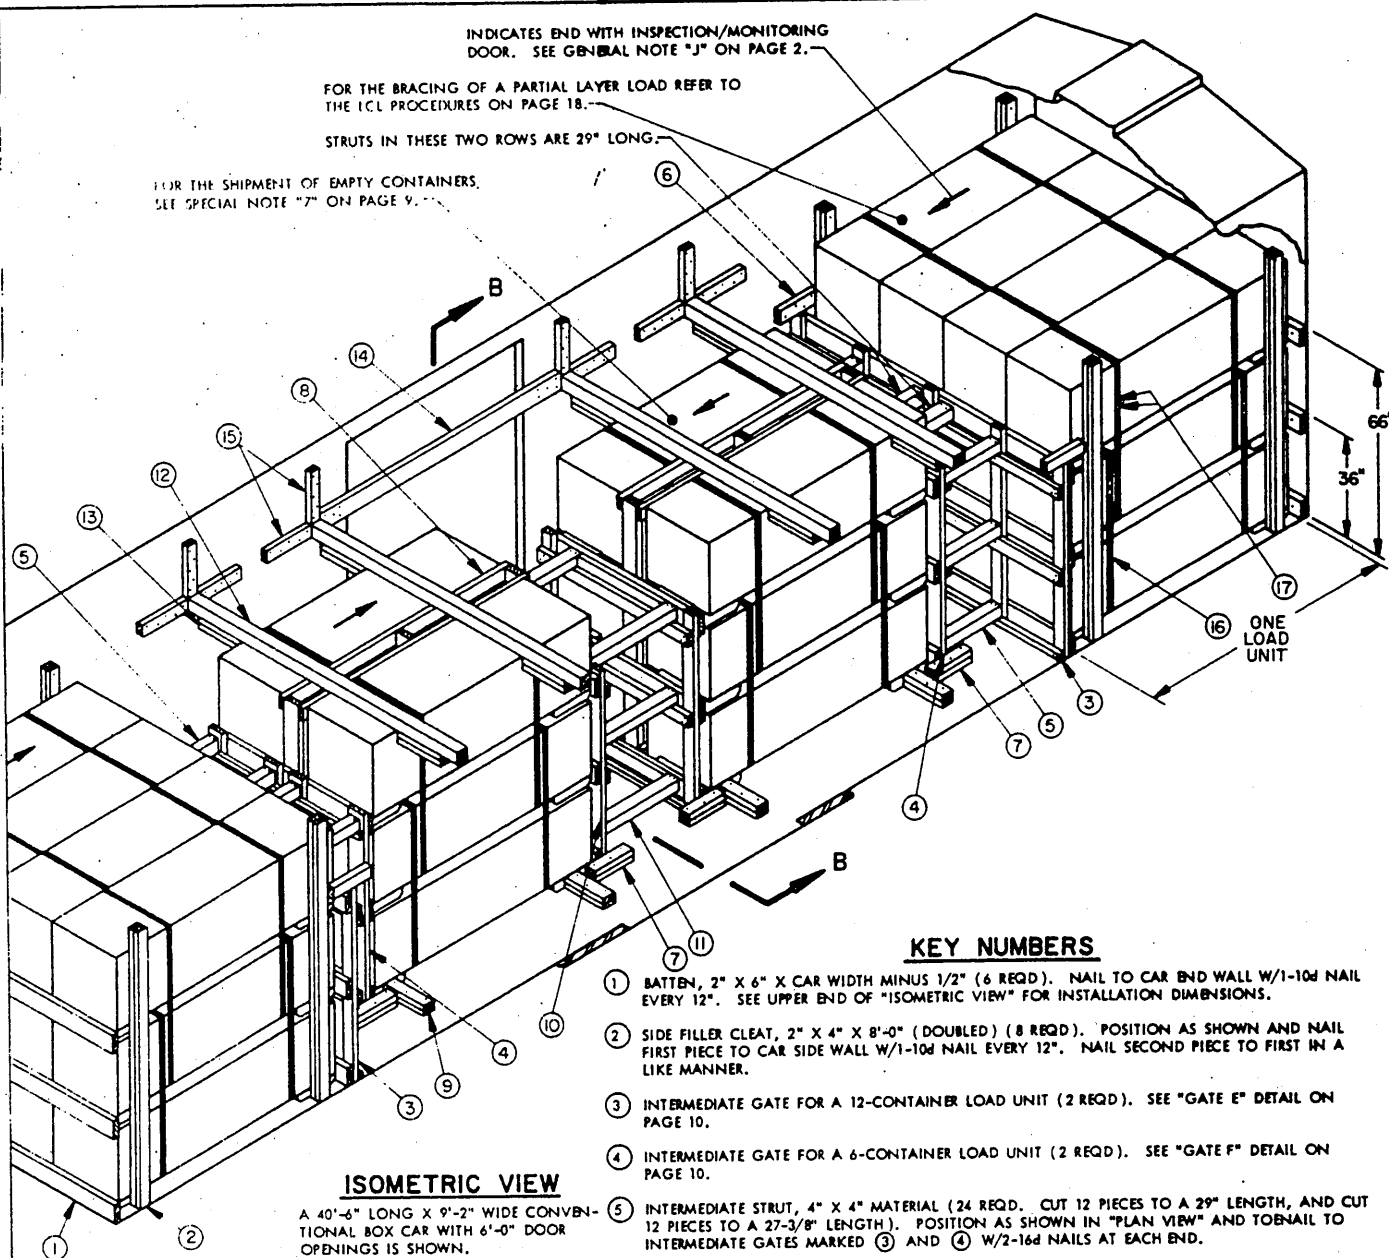 INDICATES END WITH INSPECTION/MONITORING
DOOR. SEE GENERAL NOTE "J" ON PAGE 2.
FOR THE BRACING OF A PARTIAL LAYER LOAD REFER TO
THE LCL PROCEDURES ON PAGE 18.
STRUTS IN THESE TWO ROWS ARE 29" LONG.
FOR THE SHIPMENT OF EMPTY CONTAINERS,
SEE SPECIAL NOTE "7" ON PAGE 9.
6
B
14
8
15
12
13
5
5
66"
36"
17
16
ONE
LOAD
UNIT
3
5
7
4
B
11
7
10
4
9
3
1
2
KEY NUMBERS
1 BATTEN, 2" X 6" X CAR WIDTH MINUS 1/2" (6 REQD). NAIL TO CAR END WALL W/1-10d NAIL
EVERY 12". SEE UPPER END OF "ISOMETRIC VIEW" FOR INSTALLATION DIMENSIONS.
2 SIDE FILLER CLEAT, 2" X 4" X 8'-0" (DOUBLED) (8 REQD). POSITION AS SHOWN AND NAIL
FIRST PIECE TO CAR SIDE WALL W/1-10d NAIL EVERY 12". NAIL SECOND PIECE TO FIRST IN A
LIKE MANNER.
3 INTERMEDIATE GATE FOR A 12-CONTAINER LOAD UNIT (2 REQD). SEE "GATE E" DETAIL ON
PAGE 10.
4 INTERMEDIATE GATE FOR A 6-CONTAINER LOAD UNIT (2 REQD). SEE "GATE F" DETAIL ON
PAGE 10.
5 INTERMEDIATE STRUT, 4" X 4" MATERIAL (24 REQD. CUT 12 PIECES TO A 29" LENGTH, AND CUT
12 PIECES TO A 27-3/8" LENGTH). POSITION AS SHOWN IN "PLAN VIEW" AND TOENAIL TO
INTERMEDIATE GATES MARKED 3 AND 4 W/2-16d NAILS AT EACH END.
ISOMETRIC VIEW
A 40'-6" LONG X 9'-2" WIDE CONVEN-
TIONAL BOX CAR WITH 6'-0" DOOR
OPENINGS IS SHOWN.